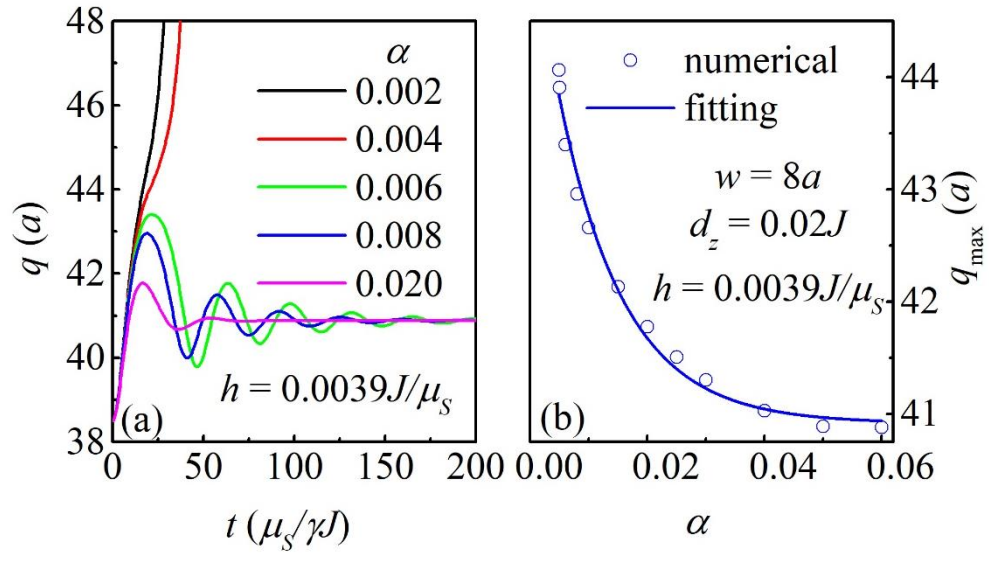 48
46
44
42
40
38
q (a)
α
0.002
0.004
0.006
0.008
0.020
h = 0.0039J/μS
(a)
0 50 100 150 200
t (μS/γJ)
numerical
fitting
w = 8a
dz = 0.02J
h = 0.0039J/μS
(b)
44
43
42
41
qmax (a)
0.00 0.02 0.04 0.06
α